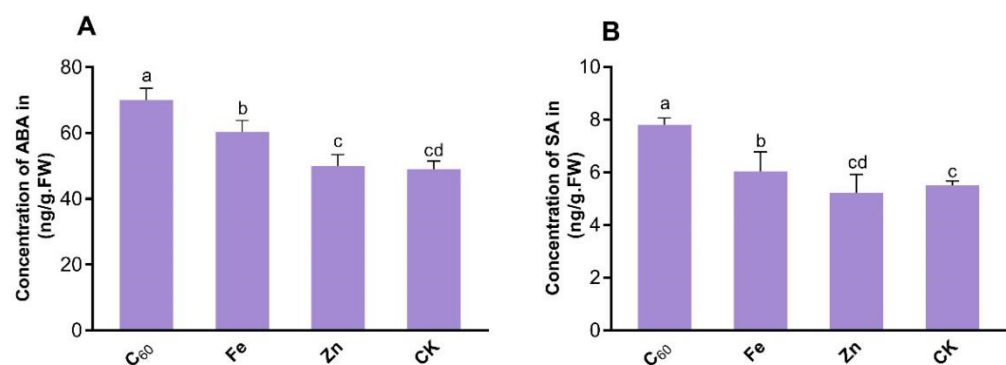 A
Concentration of ABA in
(ng/g.FW)
80
60
40
20
0
a
b
c
cd
C₆₀
Fe
Zn
CK
B
Concentration of SA in
(ng/g.FW)
10
8
6
4
2
0
a
b
cd
c
C₆₀
Fe
Zn
CK